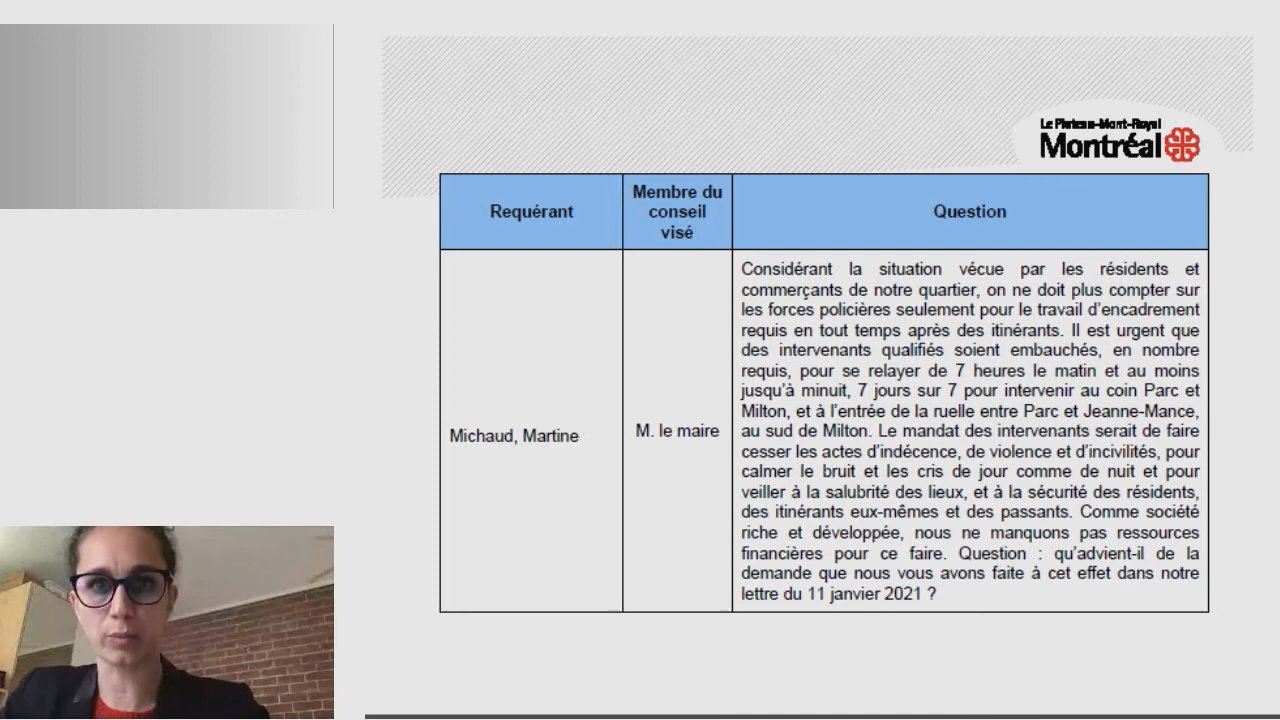 Le Plateau-Mont-Royal
Montréal
Requérant
Membre du
conseil
visé
Question
Considérant la situation vécue par les résidents et
commerçants de notre quartier, on ne doit plus compter sur
les forces policières seulement pour le travail d'encadrement
requis en tout temps après des itinérants. Il est urgent que
des intervenants qualifiés soient embauchés, en nombre
requis, pour se relayer de 7 heures le matin et au moins
jusqu'à minuit, 7 jours sur 7 pour intervenir au coin Parc et
Milton, et à l'entrée de la ruelle entre Parc et Jeanne-Mance,
au sud de Milton. Le mandat des intervenants serait de faire
cesser les actes d'indécence, de violence et d'incivilités, pour
calmer le bruit et les cris de jour comme de nuit et pour
veiller à la salubrité des lieux, et à la sécurité des résidents,
des itinérants eux-mêmes et des passants. Comme société
riche et développée, nous ne manquons pas ressources
financières pour ce faire. Question : qu'advient-il de la
demande que nous vous avons faite à cet effet dans notre
lettre du 11 janvier 2021 ?
Michaud, Martine
M. le maire